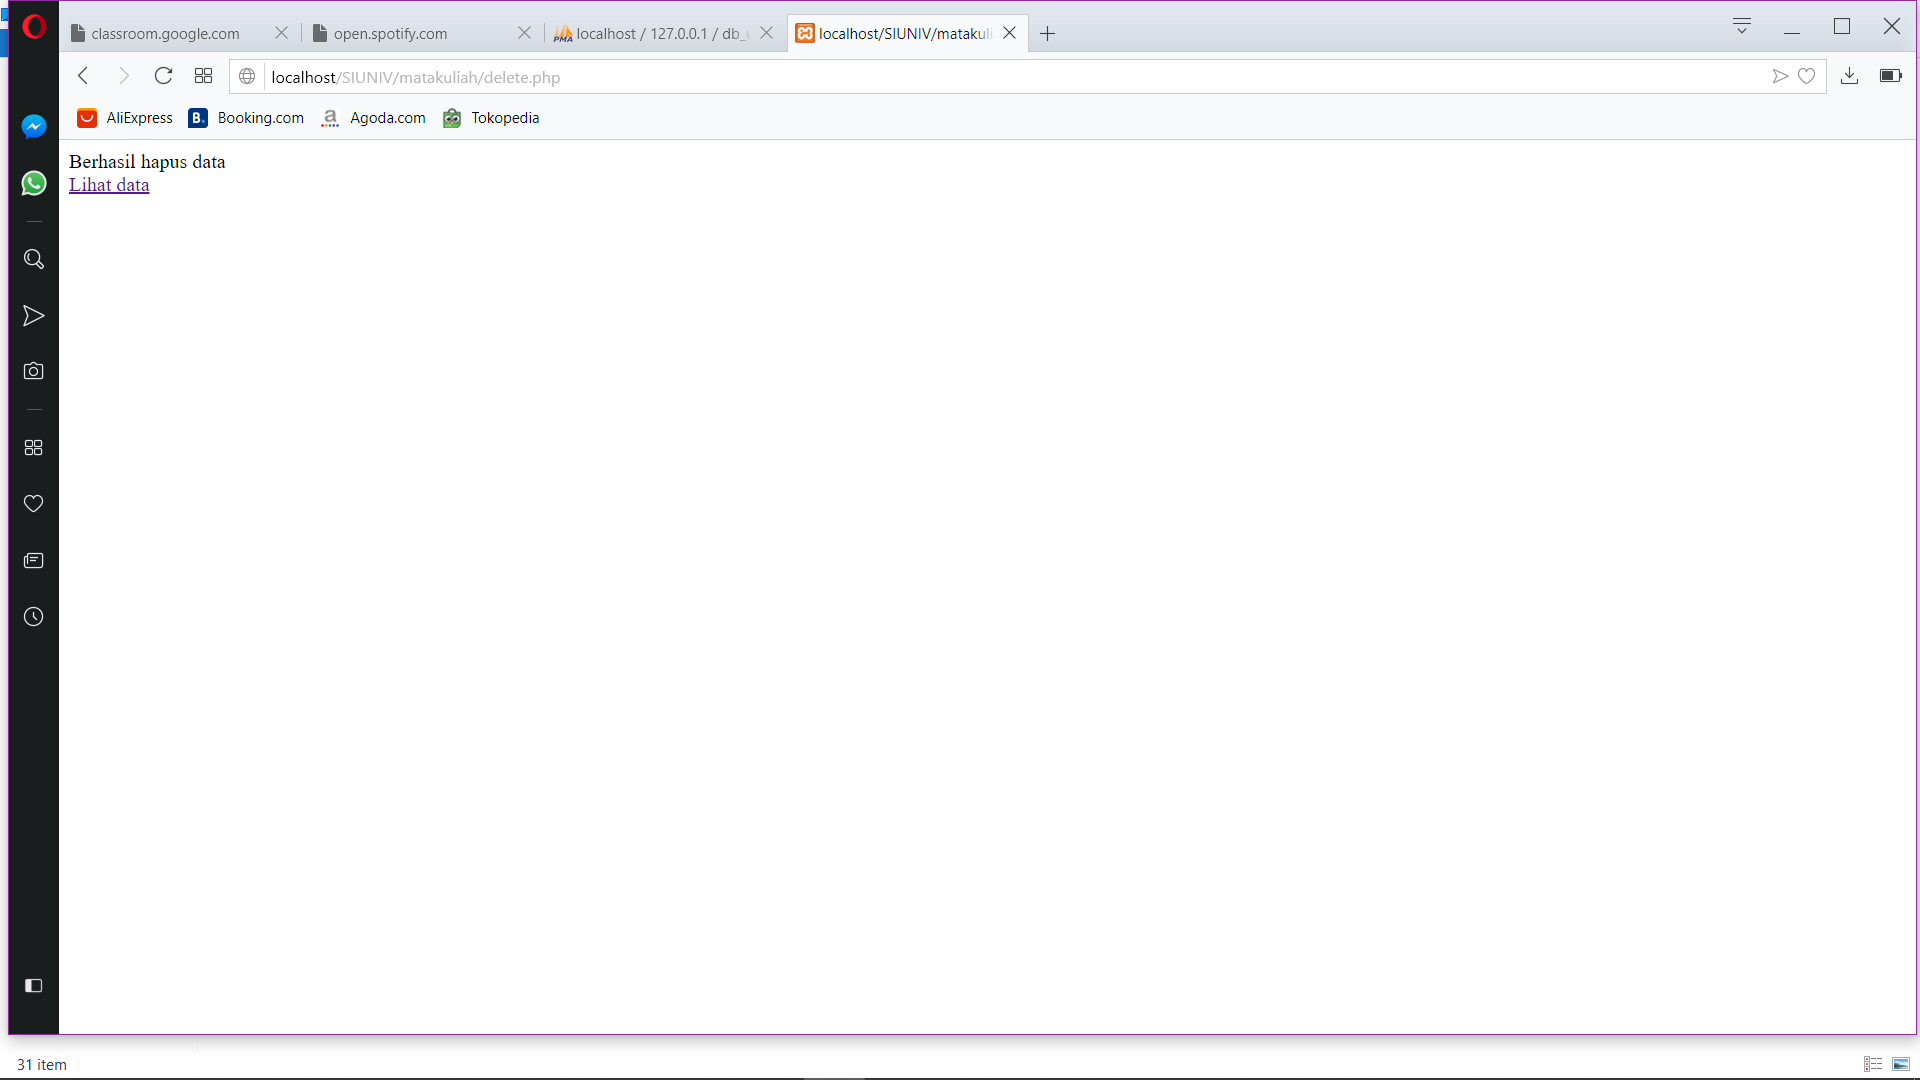 classroom.google.com
open.spotify.com
PMA localhost / 127.0.0.1 / db_
localhost/SIUNIV/matakuli
localhost/SIUNIV/matakuliah/delete.php
AliExpress
B. Booking.com
a Agoda.com
Tokopedia
Berhasil hapus data
Lihat data
31 item